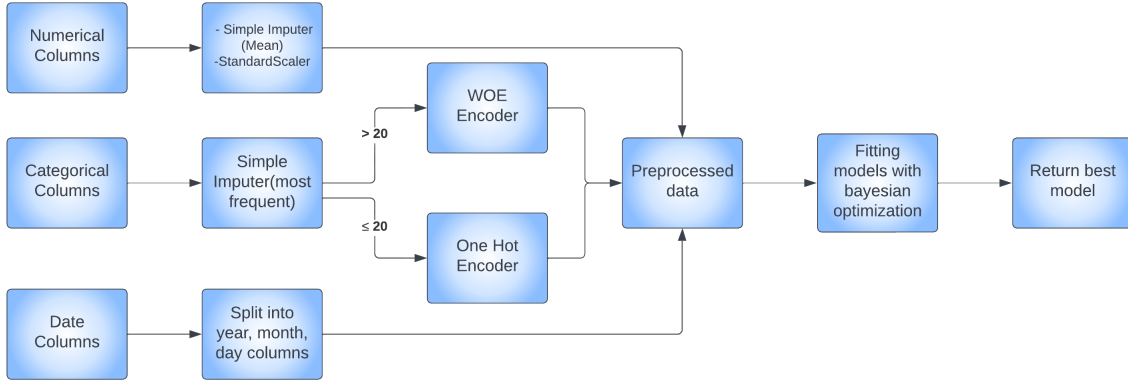 Numerical
Columns
- Simple Imputer
(Mean)
-StandardScaler
WOE
Encoder
> 20
Categorical
Columns
Simple
Imputer(most
frequent)
≤ 20
One Hot
Encoder
Preprocessed
data
Fitting
models with
bayesian
optimization
Return best
model
Date
Columns
Split into
year, month,
day columns